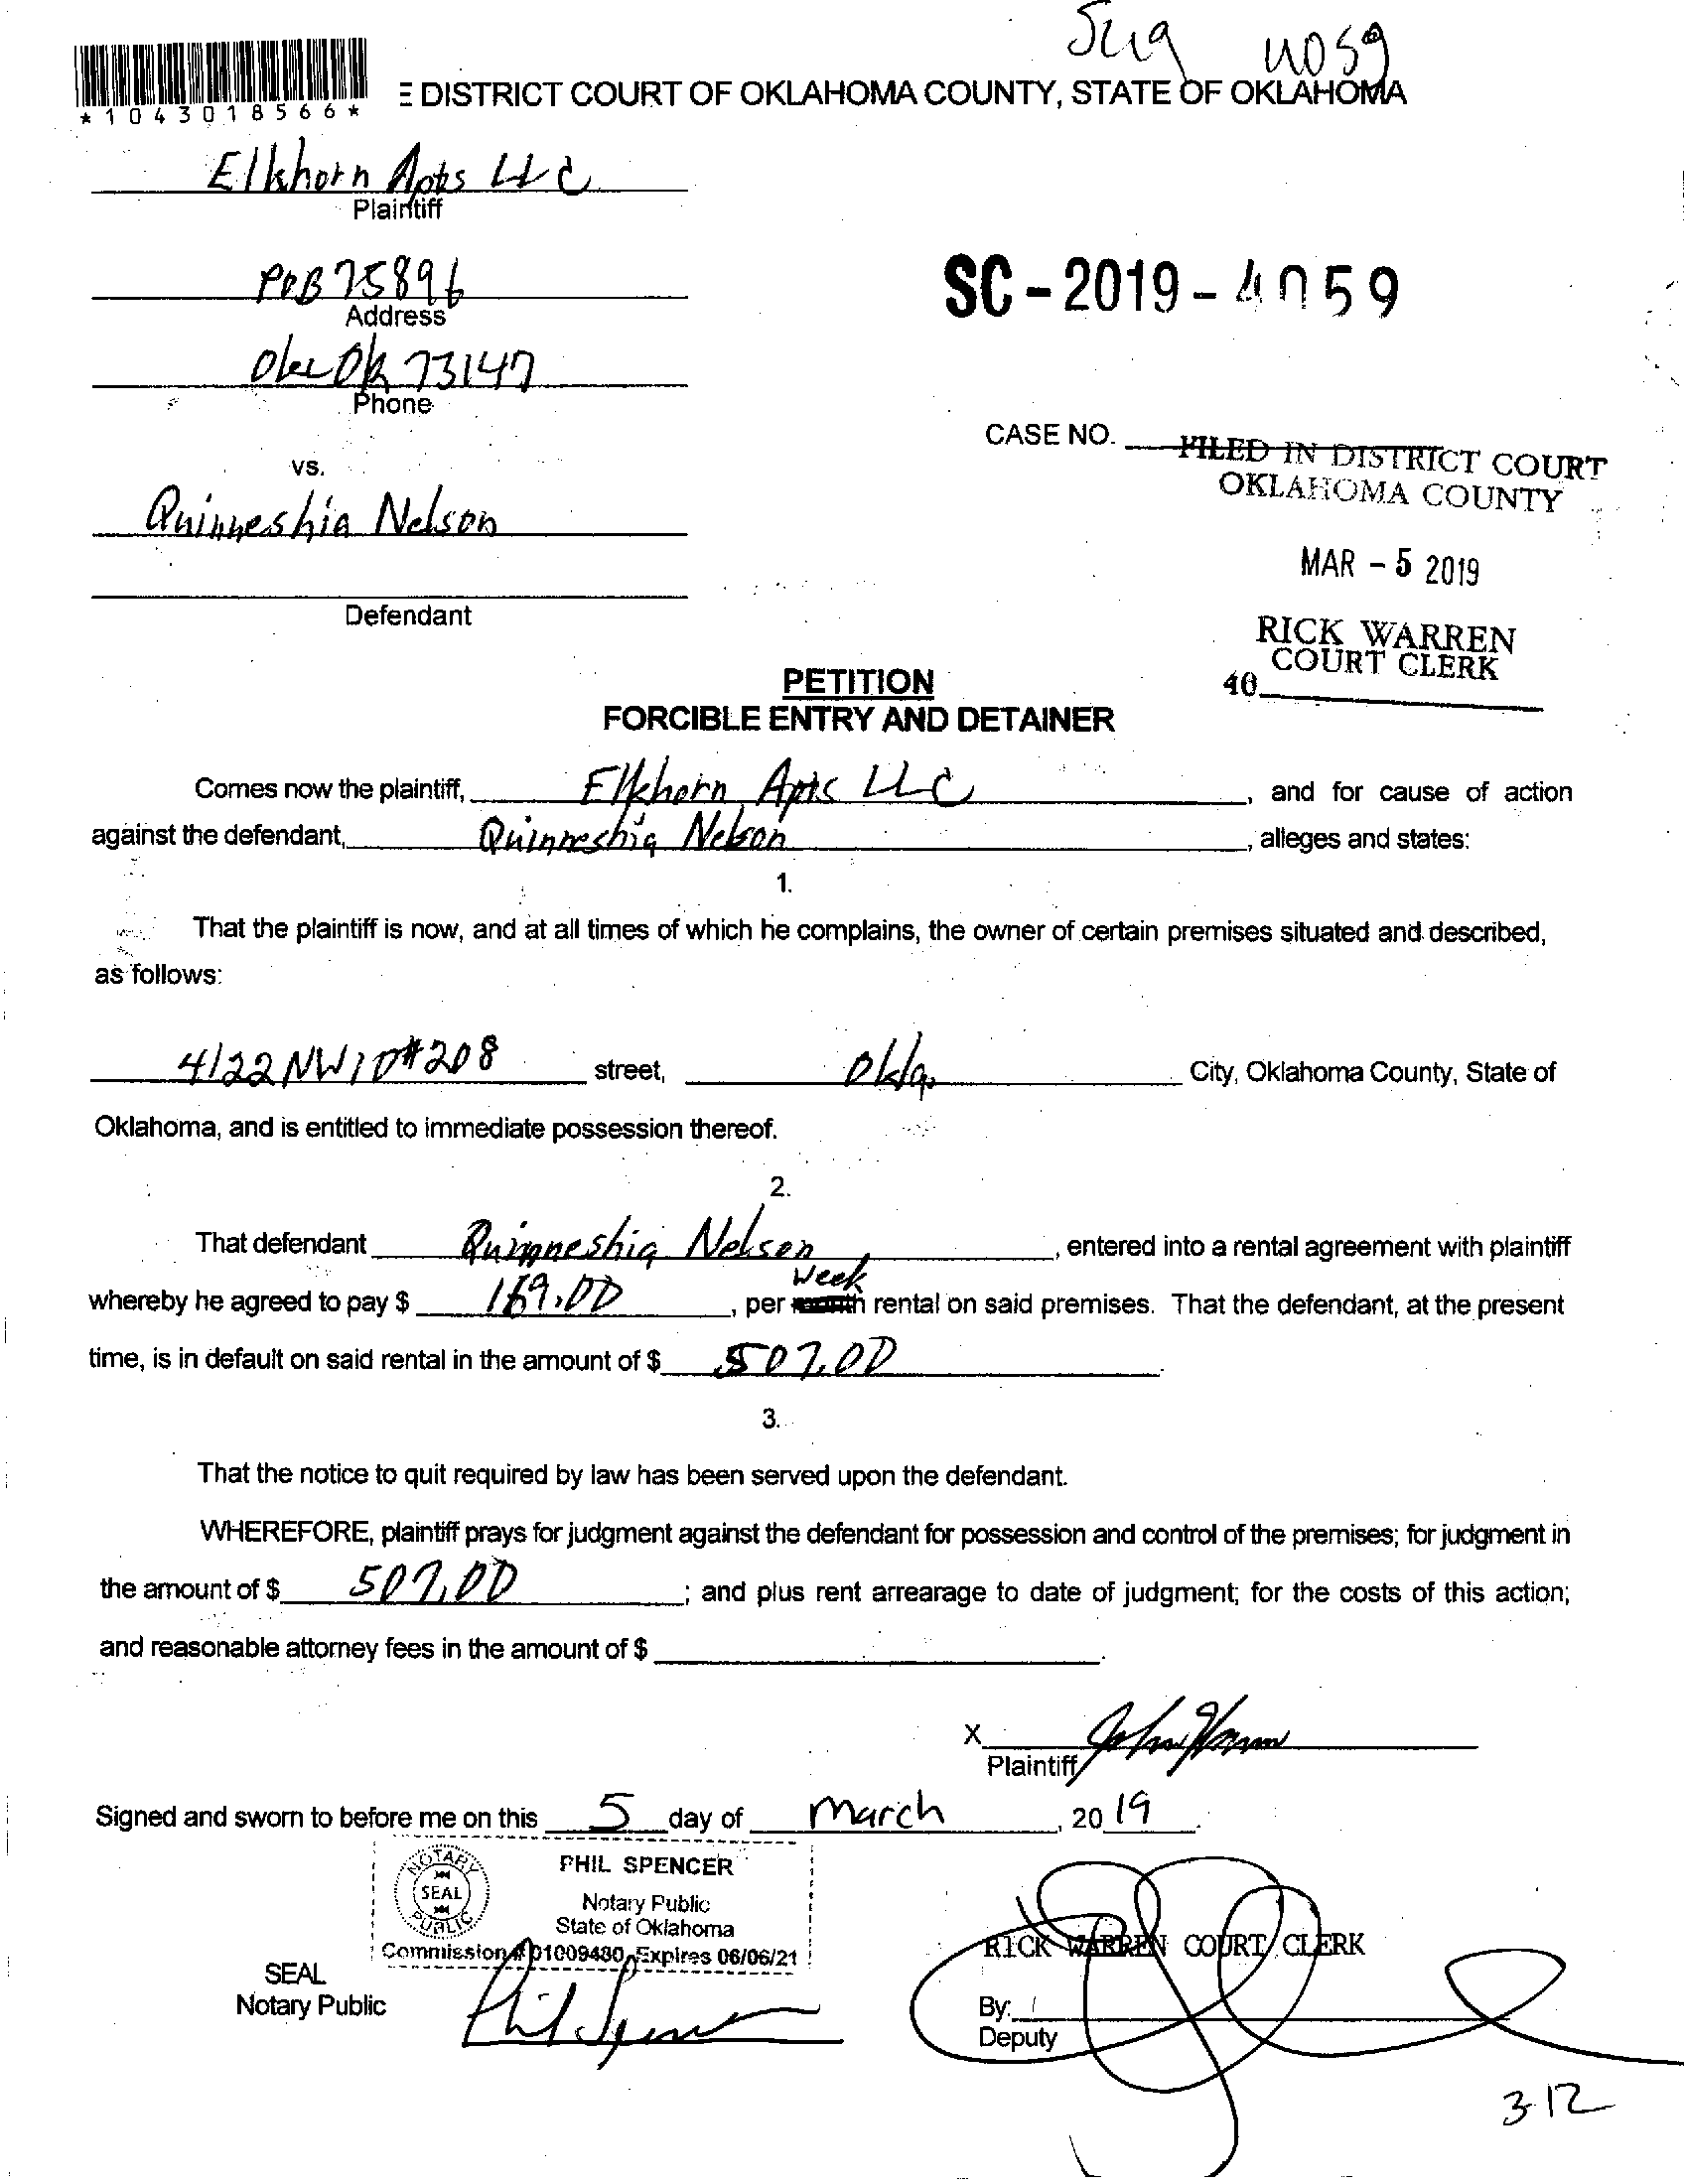 4059
*1043018566*
E DISTRICT COURT OF OKLAHOMA COUNTY, STATE OF OKLAHOMA
Elkhorn Apts LLC
Plaintiff
POB 75896
Address
SC-2019-4059
Okc Ok 73147
Phone
CASE NO.
FILED IN DISTRICT COURT
OKLAHOMA COUNTY
vs.
Quinneshia Nelson
MAR - 5 2019
Defendant
RICK WARREN
COURT CLERK
40
PETITION
FORCIBLE ENTRY AND DETAINER
Comes now the plaintiff, Elkhorn Apts LLC, and for cause of action
against the defendant, Quinneshia Nelson, alleges and states:
1.
That the plaintiff is now, and at all times of which he complains, the owner of certain premises situated and described,
as follows:
4122 NW 10 #208 street, Okla. City, Oklahoma County, State of
Oklahoma, and is entitled to immediate possession thereof.
2.
That defendant Quinneshia Nelson, entered into a rental agreement with plaintiff
week
whereby he agreed to pay $ 169.00, per month rental on said premises. That the defendant, at the present
time, is in default on said rental in the amount of $ 507.00.
3.
That the notice to quit required by law has been served upon the defendant.
WHEREFORE, plaintiff prays for judgment against the defendant for possession and control of the premises; for judgment in
the amount of $ 507.00; and plus rent arrearage to date of judgment; for the costs of this action;
and reasonable attorney fees in the amount of $.
X
Plaintiff
Signed and sworn to before me on this 5 day of March, 2019.
NOTARY SEAL PUBLIC
PHIL SPENCER
Notary Public
State of Oklahoma
Commission # 01009480 Expires 06/06/21
SEAL
Notary Public
Phil Spencer
RICK WARREN COURT CLERK
By:
Deputy
3-12